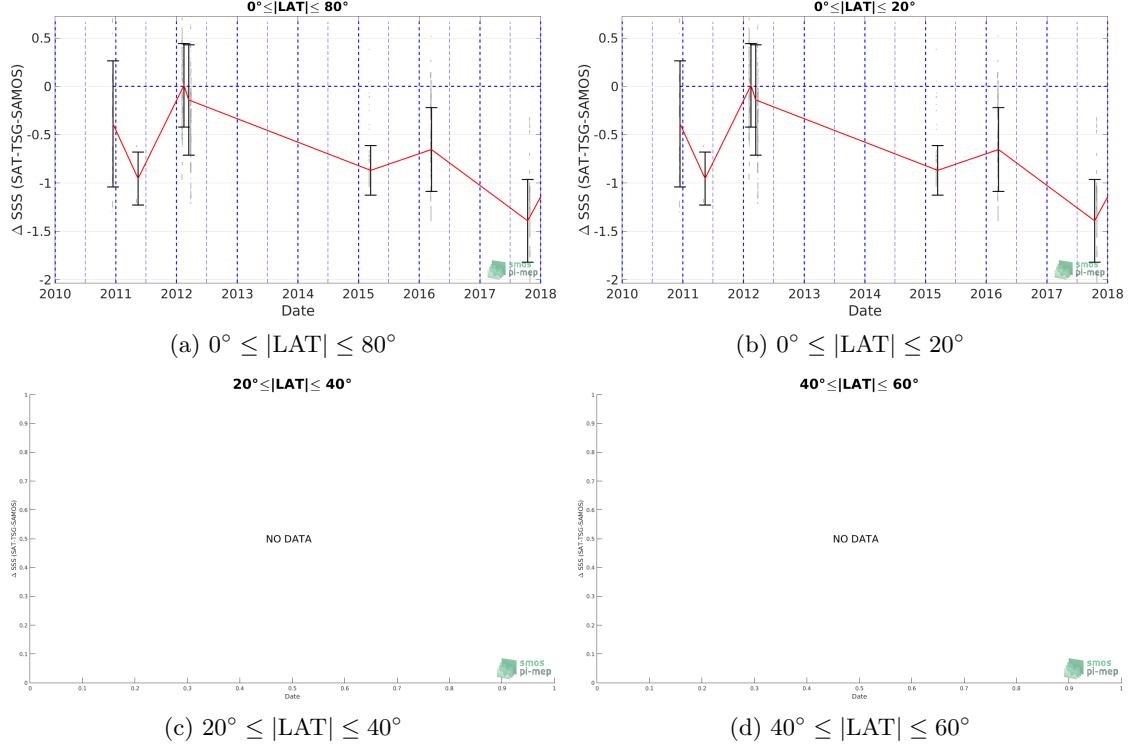 0°≤|LAT|≤ 80°
0°≤|LAT|≤ 20°
Δ SSS (SAT-TSG-SAMOS)
0.5
0
-0.5
-1
-1.5
-2
smos
pi-mep
2010 2011 2012 2013 2014 2015 2016 2017 2018
Date
Δ SSS (SAT-TSG-SAMOS)
0.5
0
-0.5
-1
-1.5
-2
smos
pi-mep
2010 2011 2012 2013 2014 2015 2016 2017 2018
Date
(a) 0° ≤ |LAT| ≤ 80°
(b) 0° ≤ |LAT| ≤ 20°
20°≤|LAT|≤ 40°
Δ SSS (SAT-TSG-SAMOS)
1
0.9
0.8
0.7
0.6
0.5
0.4
0.3
0.2
0.1
0
NO DATA
smos
pi-mep
0 0.1 0.2 0.3 0.4 0.5 0.6 0.7 0.8 0.9 1
Date
40°≤|LAT|≤ 60°
Δ SSS (SAT-TSG-SAMOS)
1
0.9
0.8
0.7
0.6
0.5
0.4
0.3
0.2
0.1
0
NO DATA
smos
pi-mep
0 0.1 0.2 0.3 0.4 0.5 0.6 0.7 0.8 0.9 1
Date
(c) 20° ≤ |LAT| ≤ 40°
(d) 40° ≤ |LAT| ≤ 60°